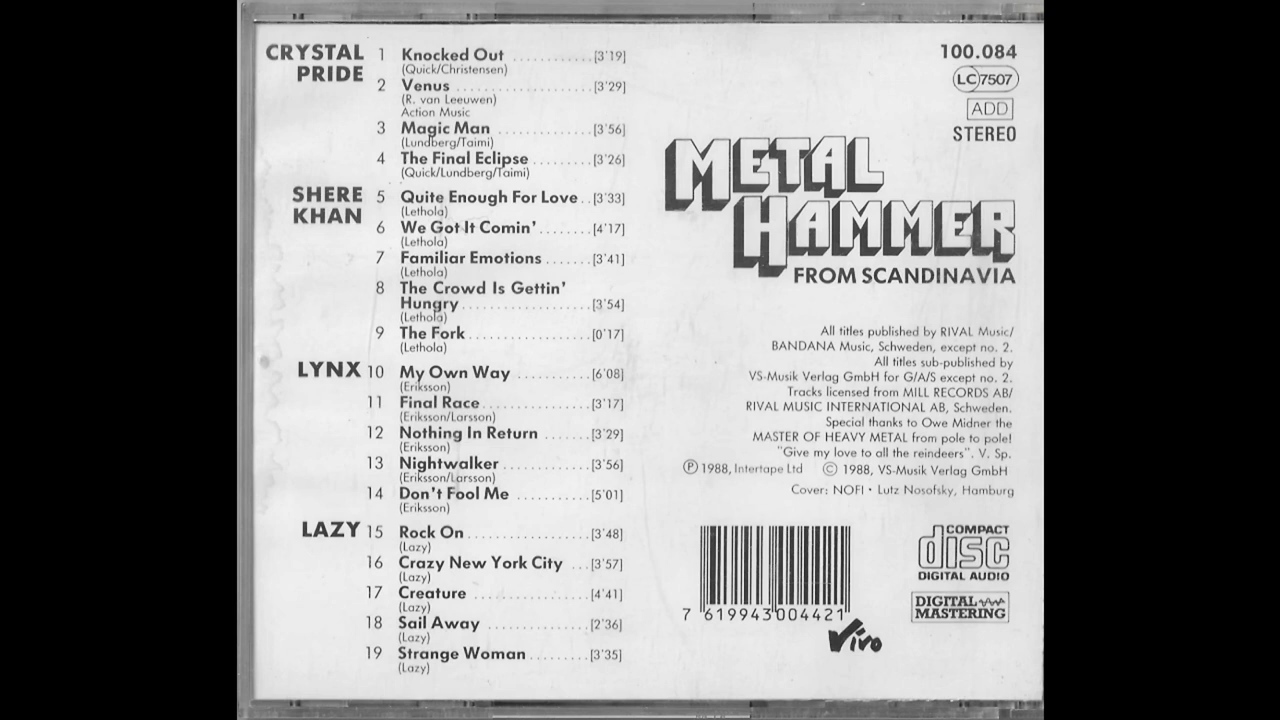 CRYSTAL
PRIDE
1 Knocked Out ............ [3'19]
(Quick/Christensen)
2 Venus .................... [3'29]
(R. van Leeuwen)
Action Music
3 Magic Man .............. [3'56]
(Lundberg/Taimi)
4 The Final Eclipse ......... [3'26]
(Quick/Lundberg/Taimi)
SHERE
KHAN
5 Quite Enough For Love .. [3'33]
(Lethola)
6 We Got It Comin' ........ [4'17]
(Lethola)
7 Familiar Emotions ....... [3'41]
(Lethola)
8 The Crowd Is Gettin'
Hungry ................... [3'54]
(Lethola)
9 The Fork .................. [0'17]
(Lethola)
LYNX 10 My Own Way ............ [6'08]
(Eriksson)
11 Final Race ................ [3'17]
(Eriksson/Larsson)
12 Nothing In Return ....... [3'29]
(Eriksson)
13 Nightwalker ............. [3'56]
(Eriksson/Larsson)
14 Don't Fool Me ........... [5'01]
(Eriksson)
LAZY 15 Rock On .................. [3'48]
(Lazy)
16 Crazy New York City ... [3'57]
(Lazy)
17 Creature ................. [4'41]
(Lazy)
18 Sail Away ................ [2'36]
(Lazy)
19 Strange Woman ......... [3'35]
(Lazy)
100.084
LC 7507
ADD
STEREO
METAL
HAMMER
FROM SCANDINAVIA
All titles published by RIVAL Music/
BANDANA Music, Schweden, except no. 2.
All titles sub-published by
VS-Musik Verlag GmbH for G/A/S except no. 2.
Tracks licensed from MILL RECORDS AB/
RIVAL MUSIC INTERNATIONAL AB, Schweden.
Special thanks to Owe Midner the
MASTER OF HEAVY METAL from pole to pole!
"Give my love to all the reindeers". V. Sp.
Ⓟ 1988, Intertape Ltd © 1988, VS-Musik Verlag GmbH
Cover: NOFI • Lutz Nosofsky, Hamburg
7 619943 004421
Vivo
COMPACT
disc
DIGITAL AUDIO
DIGITAL
MASTERING